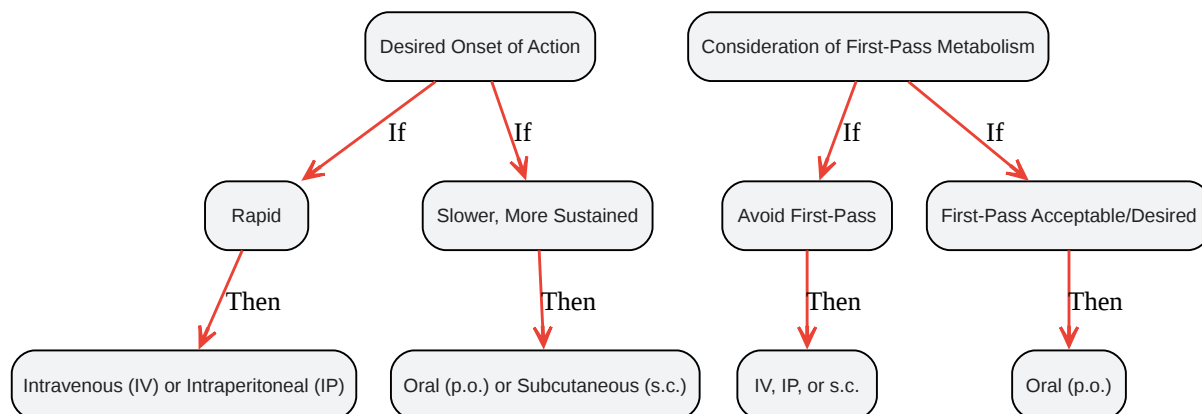 Desired Onset of Action
Consideration of First-Pass Metabolism
If
If
If
If
Rapid
Slower, More Sustained
Avoid First-Pass
First-Pass Acceptable/Desired
Then
Then
Then
Then
Intravenous (IV) or Intraperitoneal (IP)
Oral (p.o.) or Subcutaneous (s.c.)
IV, IP, or s.c.
Oral (p.o.)